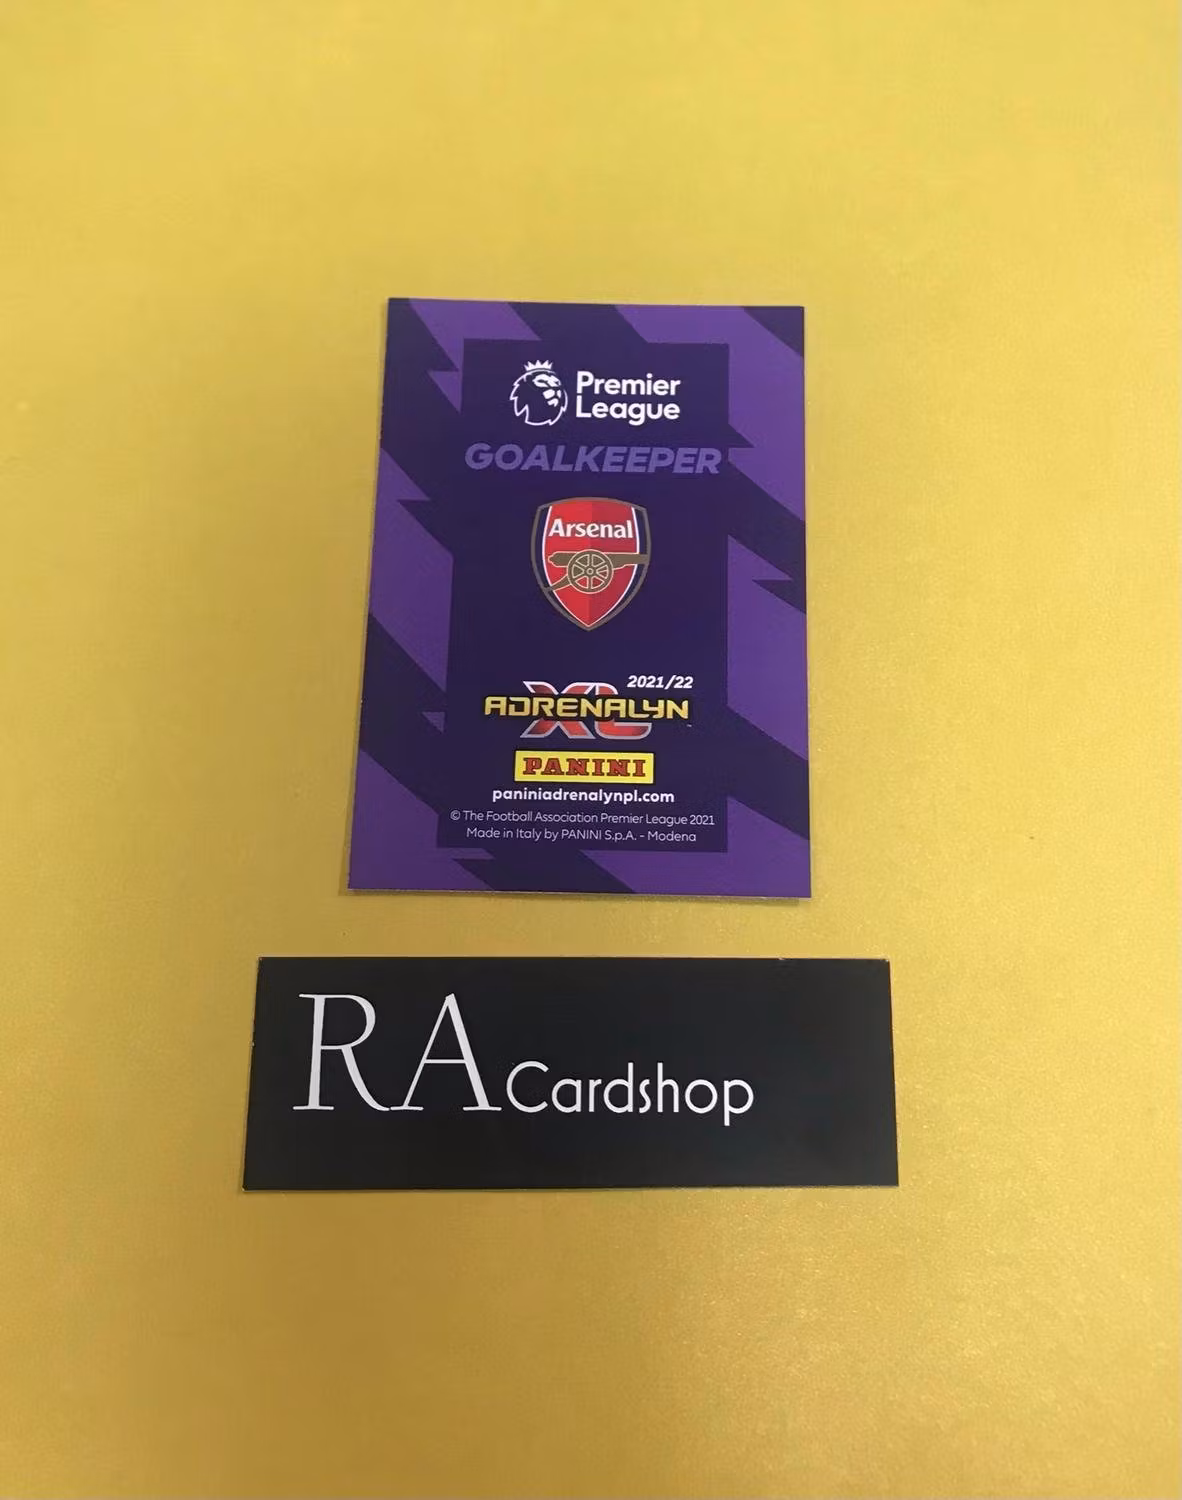 Premier
League
GOALKEEPER
Arsenal
2021/22
ADRENALYN
XL
PANINI
paniniadrenalynpl.com
© The Football Association Premier League 2021
Made in Italy by PANINI S.p.A. - Modena
RA Cardshop